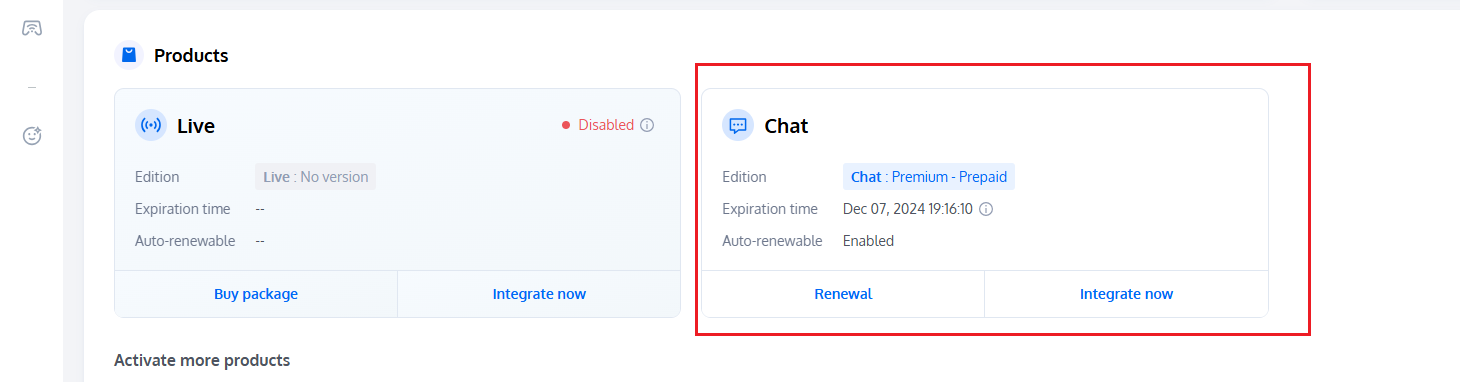 Products
Live
Disabled
Edition
Live : No version
Expiration time
--
Auto-renewable
--
Buy package
Integrate now
Chat
Edition
Chat : Premium - Prepaid
Expiration time
Dec 07, 2024 19:16:10
Auto-renewable
Enabled
Renewal
Integrate now
Activate more products